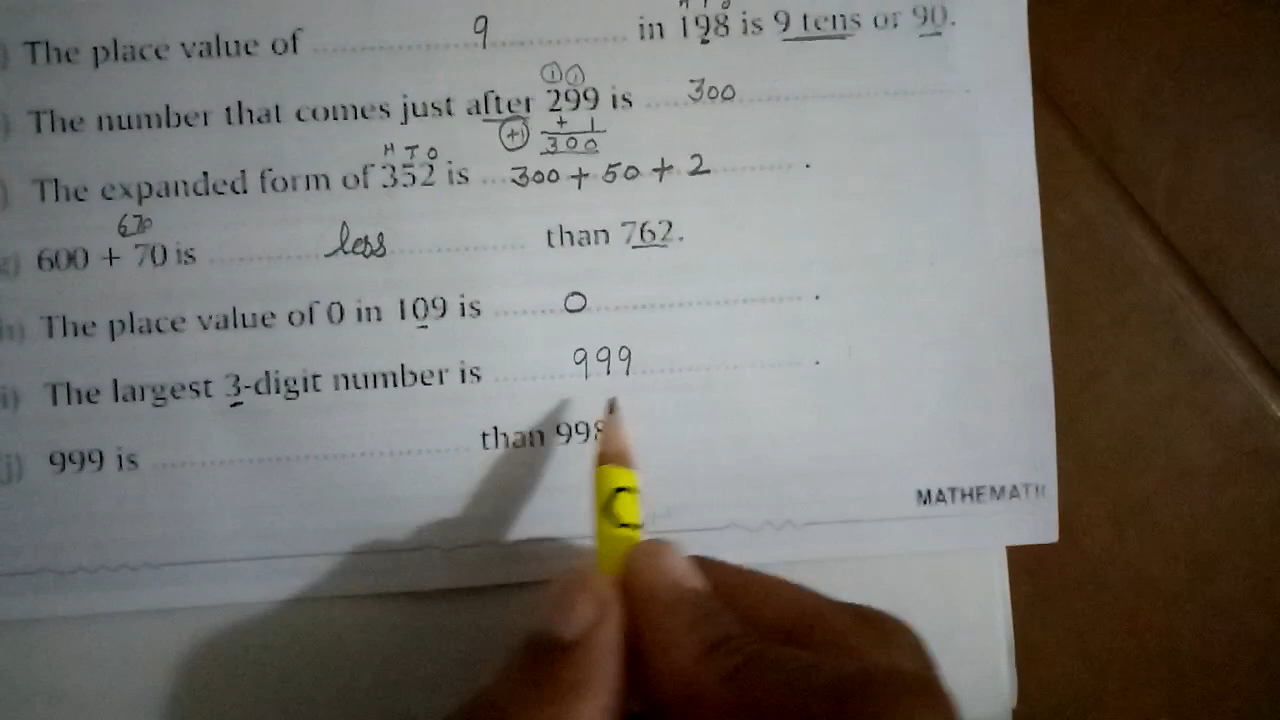 The place value of 9 in 198 is 9 tens or 90.
H T O
The number that comes just after 299 is 300
1 1
+1
+ 1
300
The expanded form of 352 is 300 + 50 + 2 .
H T O
600 + 70 is less than 762.
670
h) The place value of 0 in 109 is 0 .
i) The largest 3-digit number is 999 .
j) 999 is than 998
MATHEMATI